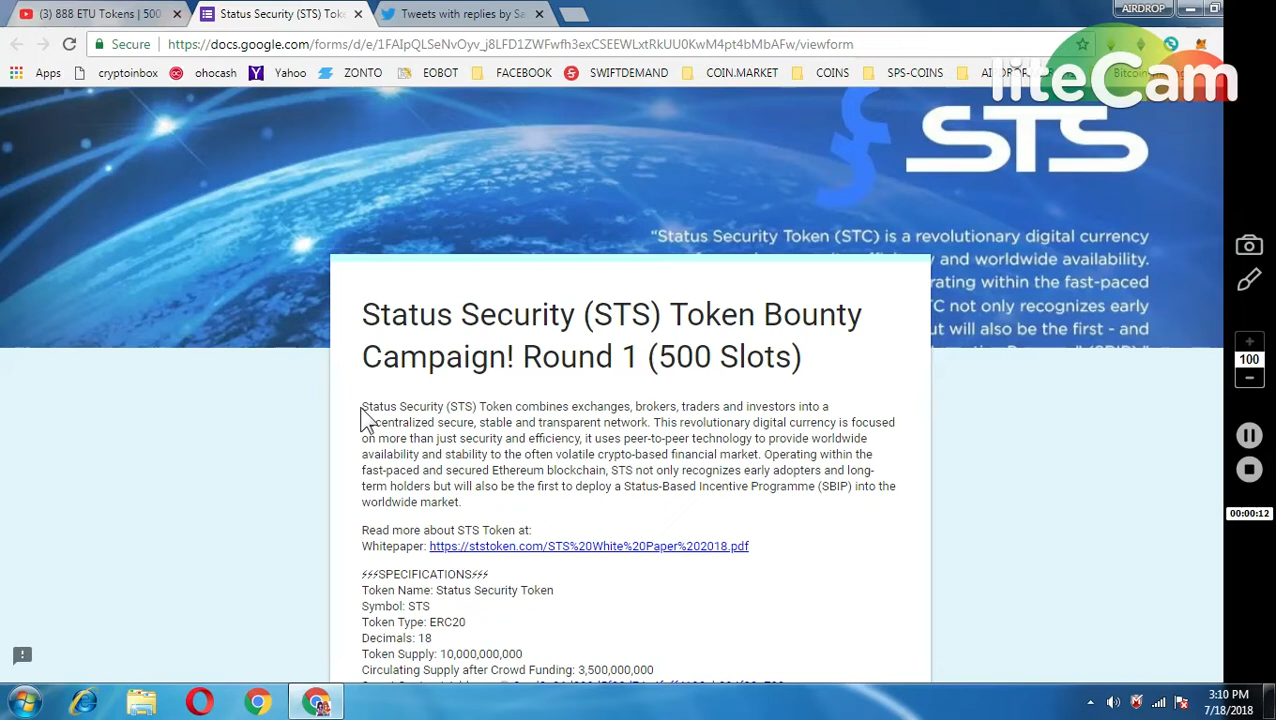 (3) 888 ETU Tokens | 500
Status Security (STS) Token
Tweets with replies by Sa
AIRDROP
Secure
https://docs.google.com/forms/d/e/1FAIpQLSeNvOyv_j8LFD1ZWFwfh3exCSEEWLxtRkUU0KwM4pt4bMbAFw/viewform
Apps cryptoinbox ohocash Yahoo ZONTO EOBOT FACEBOOK SWIFTDEMAND COIN.MARKET COINS SPS-COINS
liteCam
STS
“Status Security Token (STC) is a revolutionary digital currency
and worldwide availability.
rating within the fast-paced
TC not only recognizes early
but will also be the first - and
Status Security (STS) Token Bounty
Campaign! Round 1 (500 Slots)
Status Security (STS) Token combines exchanges, brokers, traders and investors into a
centralized secure, stable and transparent network. This revolutionary digital currency is focused
on more than just security and efficiency, it uses peer-to-peer technology to provide worldwide
availability and stability to the often volatile crypto-based financial market. Operating within the
fast-paced and secured Ethereum blockchain, STS not only recognizes early adopters and long-
term holders but will also be the first to deploy a Status-Based Incentive Programme (SBIP) into the
worldwide market.
Read more about STS Token at:
Whitepaper: https://ststoken.com/STS%20White%20Paper%202018.pdf
⚡⚡⚡SPECIFICATIONS⚡⚡⚡
Token Name: Status Security Token
Symbol: STS
Token Type: ERC20
Decimals: 18
Token Supply: 10,000,000,000
Circulating Supply after Crowd Funding: 3,500,000,000
100
00:00:12
3:10 PM
7/18/2018